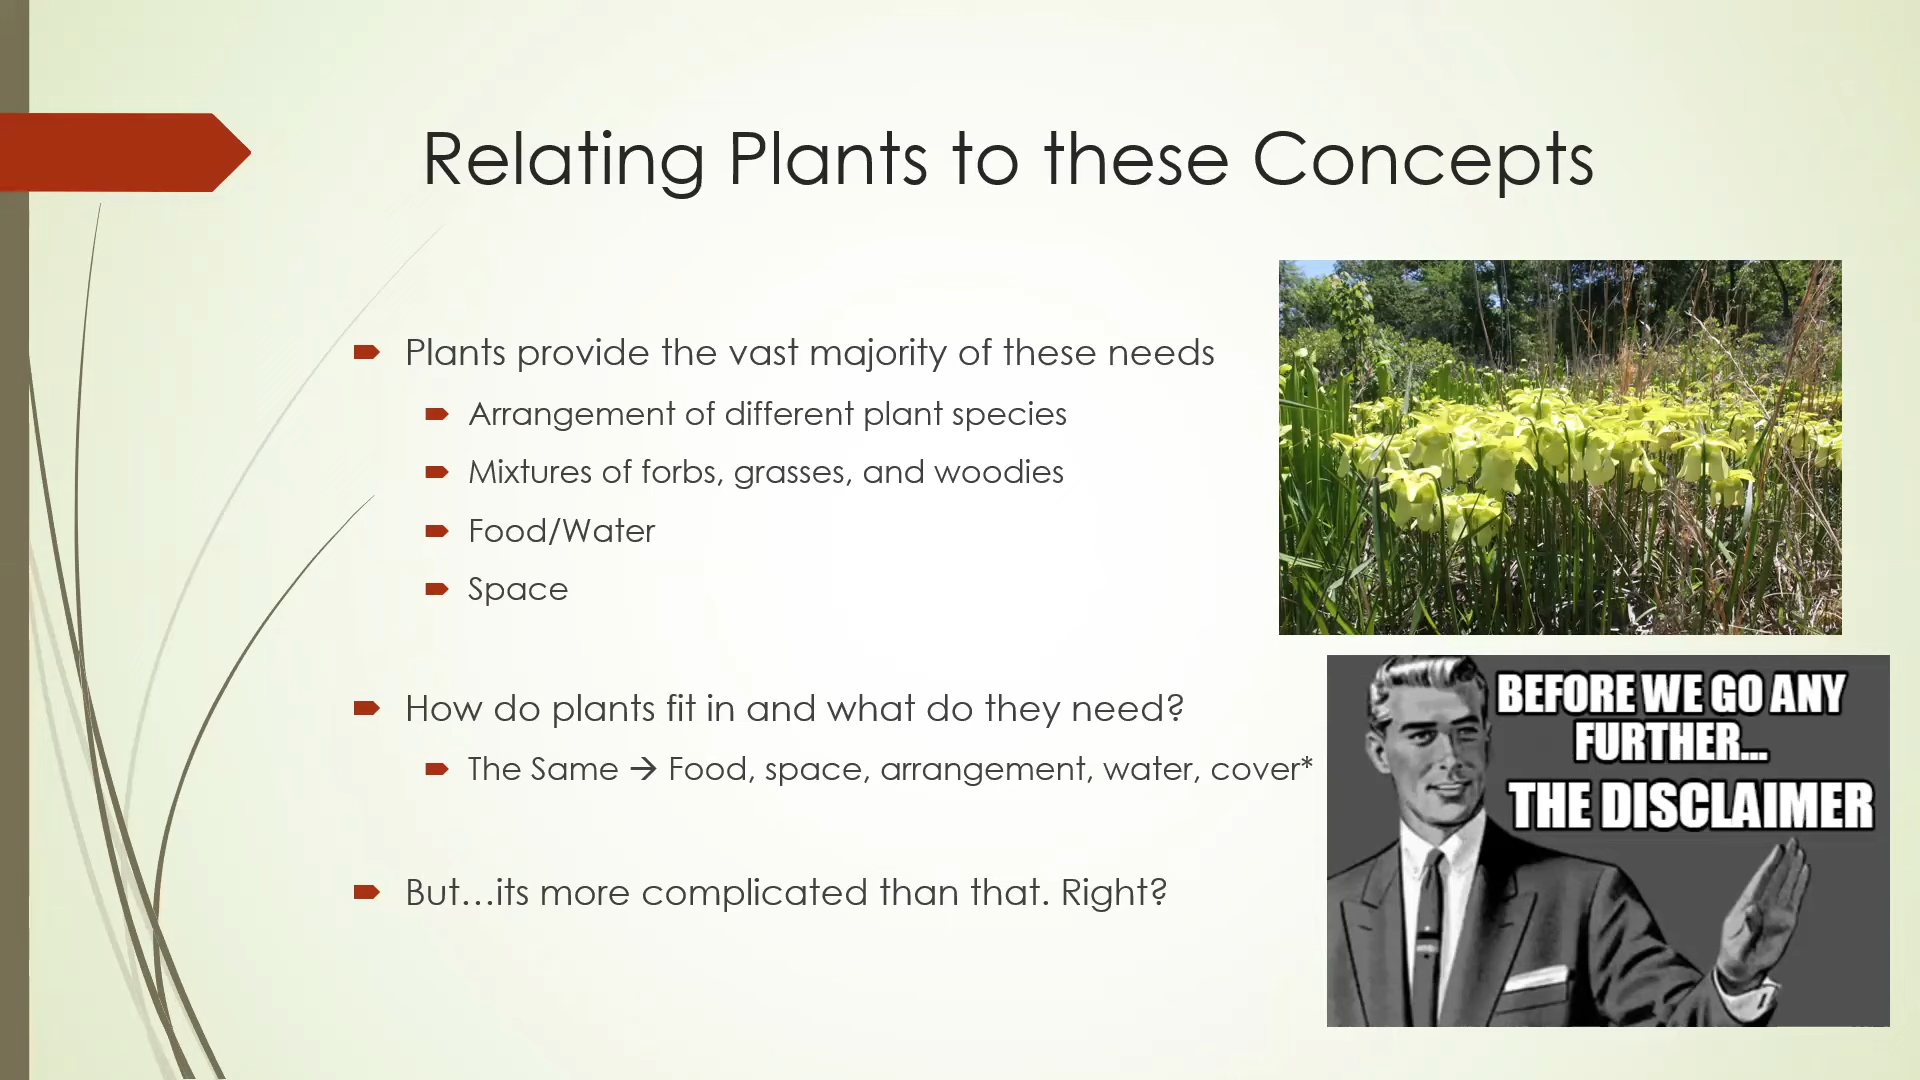 Relating Plants to these Concepts
Plants provide the vast majority of these needs
Arrangement of different plant species
Mixtures of forbs, grasses, and woodies
Food/Water
Space
How do plants fit in and what do they need?
The Same → Food, space, arrangement, water, cover*
But…its more complicated than that. Right?
BEFORE WE GO ANY
FURTHER...
THE DISCLAIMER